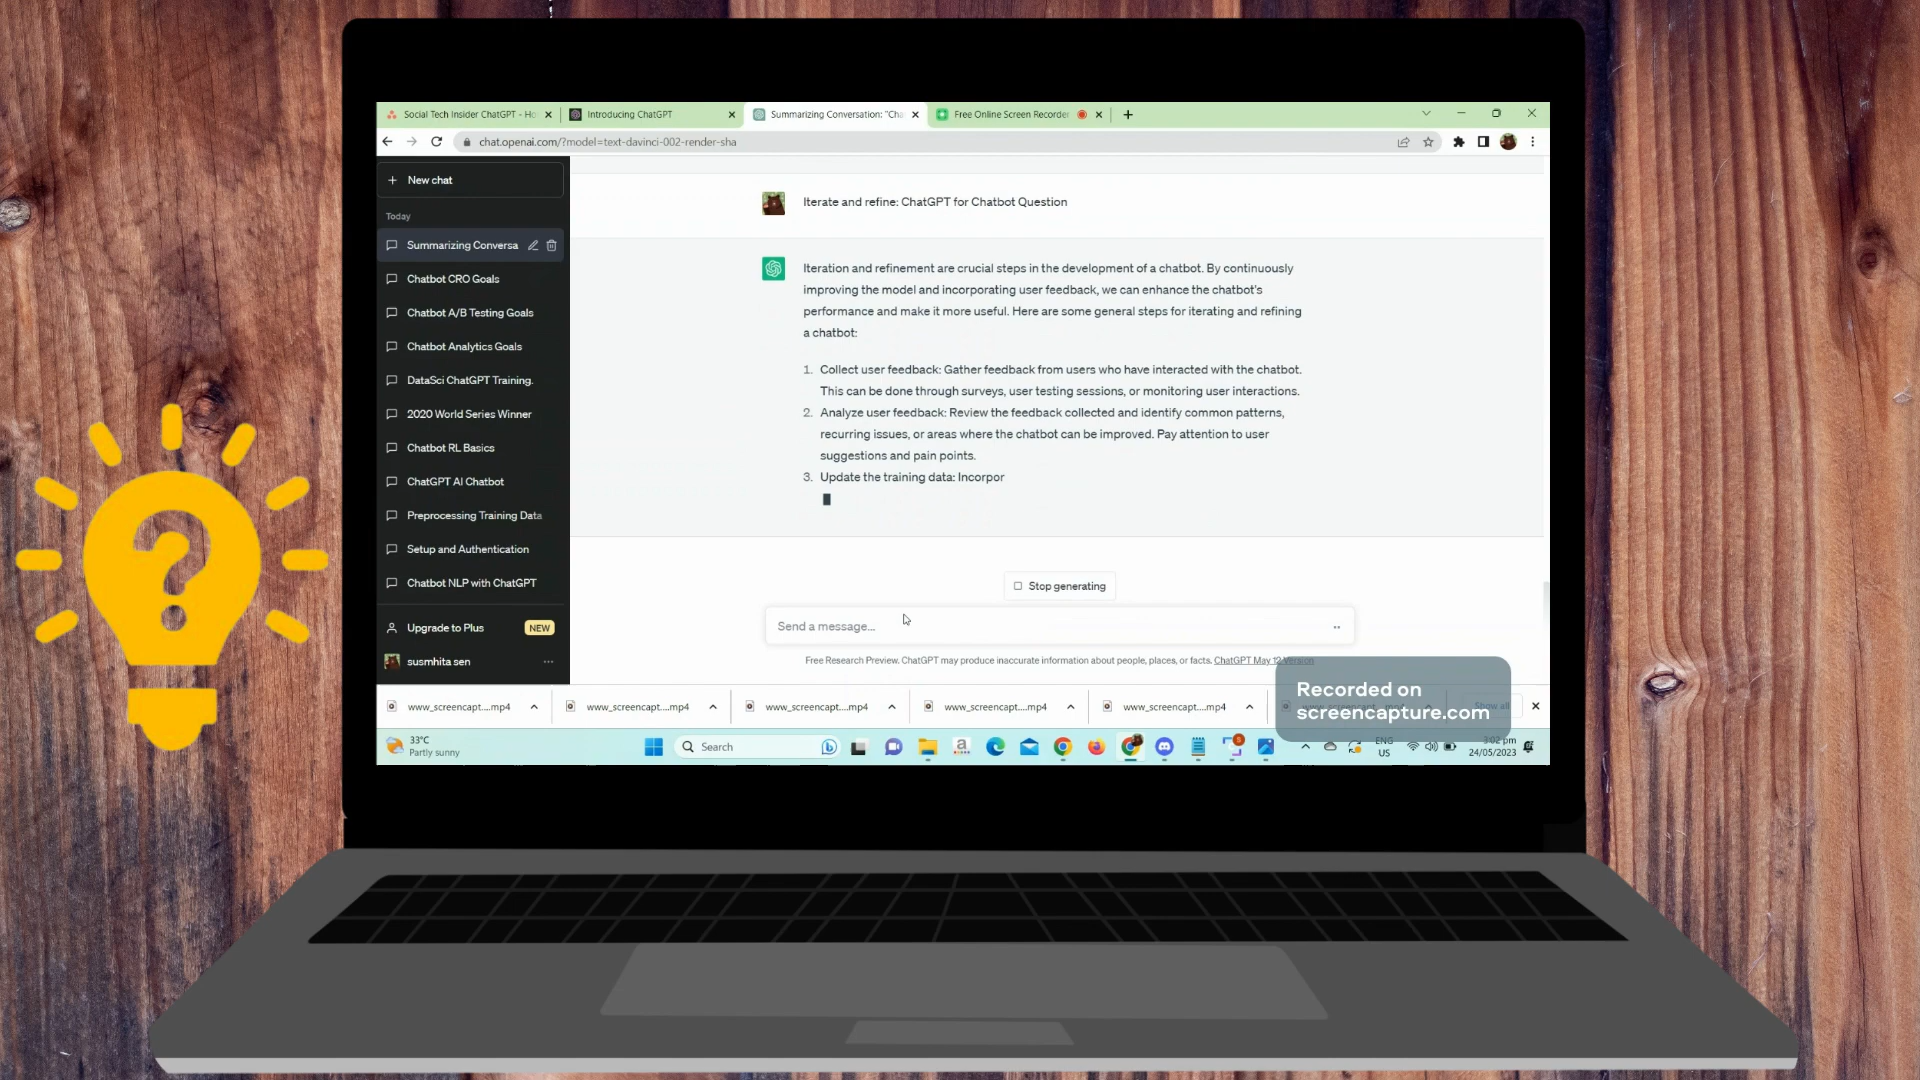 Social Tech Insider ChatGPT - Ho
Introducing ChatGPT
Summarizing Conversation: "Cha
Free Online Screen Recorder
chat.openai.com/?model=text-davinci-002-render-sha
+ New chat
Today
Summarizing Conversa
Chatbot CRO Goals
Chatbot A/B Testing Goals
Chatbot Analytics Goals
DataSci ChatGPT Training.
2020 World Series Winner
Chatbot RL Basics
ChatGPT AI Chatbot
Preprocessing Training Data
Setup and Authentication
Chatbot NLP with ChatGPT
Upgrade to Plus NEW
susmhita sen
Iterate and refine: ChatGPT for Chatbot Question
Iteration and refinement are crucial steps in the development of a chatbot. By continuously
improving the model and incorporating user feedback, we can enhance the chatbot's
performance and make it more useful. Here are some general steps for iterating and refining
a chatbot:
1. Collect user feedback: Gather feedback from users who have interacted with the chatbot.
This can be done through surveys, user testing sessions, or monitoring user interactions.
2. Analyze user feedback: Review the feedback collected and identify common patterns,
recurring issues, or areas where the chatbot can be improved. Pay attention to user
suggestions and pain points.
3. Update the training data: Incorpor
Stop generating
Send a message...
Free Research Preview. ChatGPT may produce inaccurate information about people, places, or facts. ChatGPT May 12 Version
www_screencapt....mp4
www_screencapt....mp4
www_screencapt....mp4
www_screencapt....mp4
www_screencapt....mp4
www_screencapt....mp4
Show all
Recorded on
screencapture.com
33°C
Partly sunny
Search
ENG
US
3:02 pm
24/05/2023
?